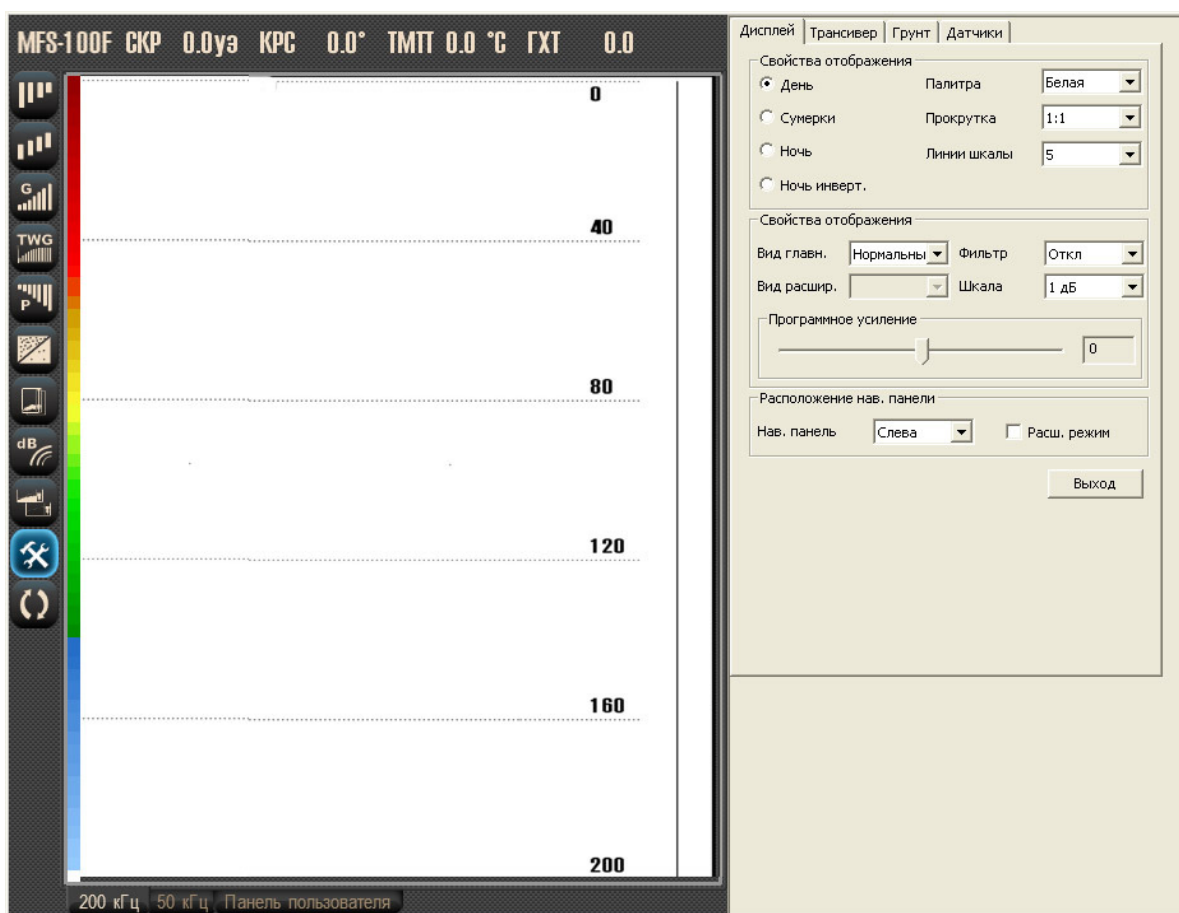 MFS-100F СКР 0.0уз КРС 0.0° ТМПТ 0.0 °C ГХТ 0.0
0
40
80
120
160
200
G
TWG
P
dB
200 кГц 50 кГц Панель пользователя
Дисплей Трансивер Грунт Датчики
Свойства отображения
День Палитра Белая
Сумерки Прокрутка 1:1
Ночь Линии шкалы 5
Ночь инверт.
Свойства отображения
Вид главн. Нормальны Фильтр Откл
Вид расшир. Шкала 1 дБ
Программное усиление
0
Расположение нав. панели
Нав. панель Слева Расш. режим
Выход